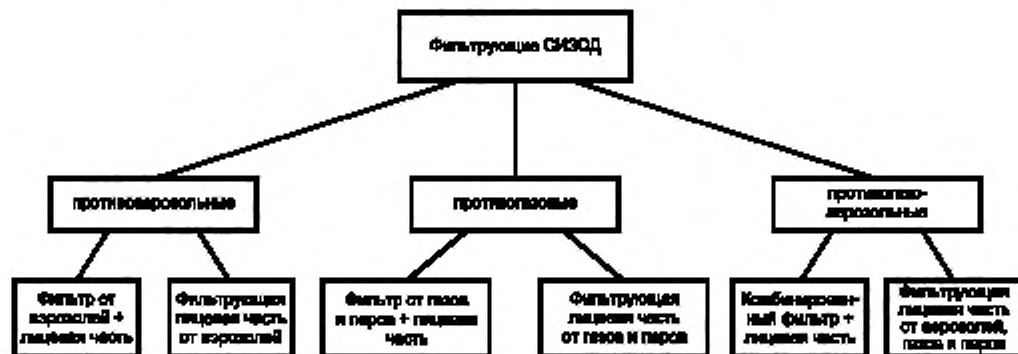 Фильтрующие СИЗОД
противоаэрозольные
противогазовые
противогазо-
аэрозольные
Фильтр от
аэрозолей +
лицевая часть
Фильтрующая
лицевая часть
от аэрозолей
Фильтр от газов
и паров + лицевая
часть
Фильтрующая
лицевая часть
от газов и паров
Комбинирован-
ный фильтр +
лицевая часть
Фильтрующая
лицевая часть
от аэрозолей,
газов и паров